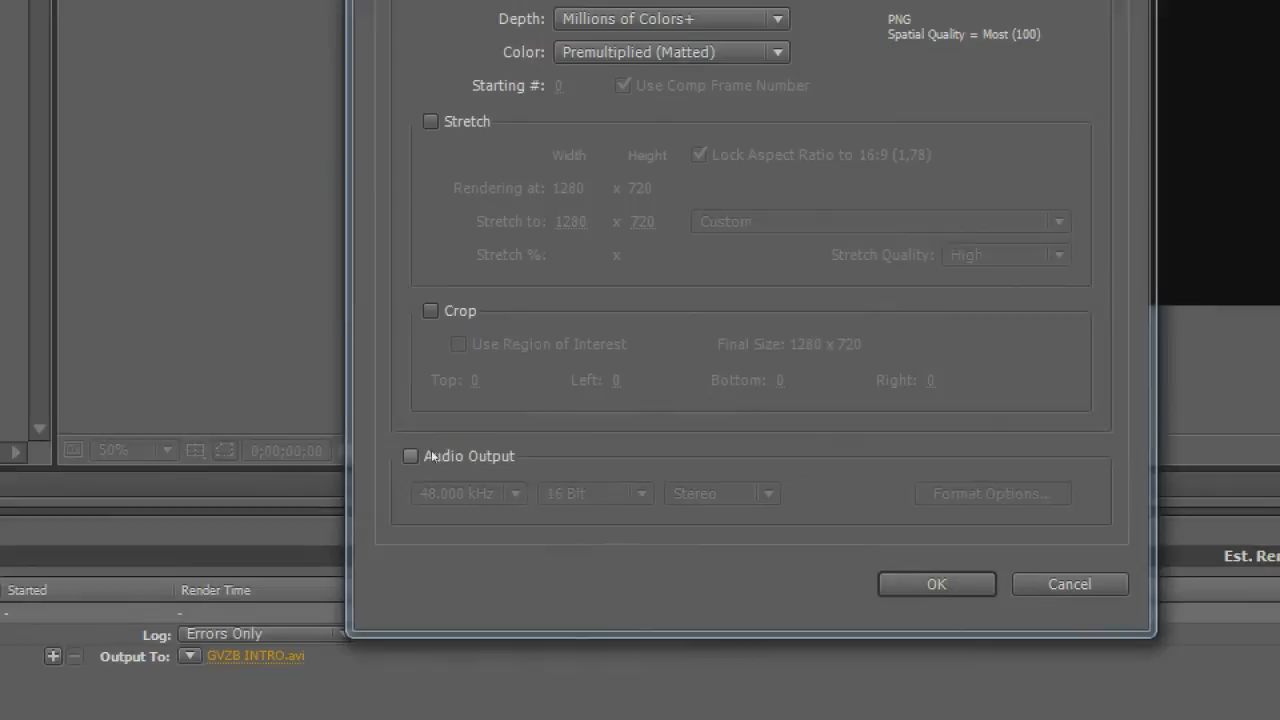 Depth: Millions of Colors+
PNG
Spatial Quality = Most (100)
Color: Premultiplied (Matted)
Starting #: 0 Use Comp Frame Number
Stretch
Width Height Lock Aspect Ratio to 16:9 (1,78)
Rendering at: 1280 x 720
Stretch to: 1280 x 720 Custom
Stretch %: x Stretch Quality: High
Crop
Use Region of Interest Final Size: 1280 x 720
Top: 0 Left: 0 Bottom: 0 Right: 0
50% 0;00;00;00
Audio Output
48.000 kHz 16 Bit Stereo Format Options...
Est. Re
OK Cancel
Started Render Time
- -
Log: Errors Only
Output To: GVZB INTRO.avi